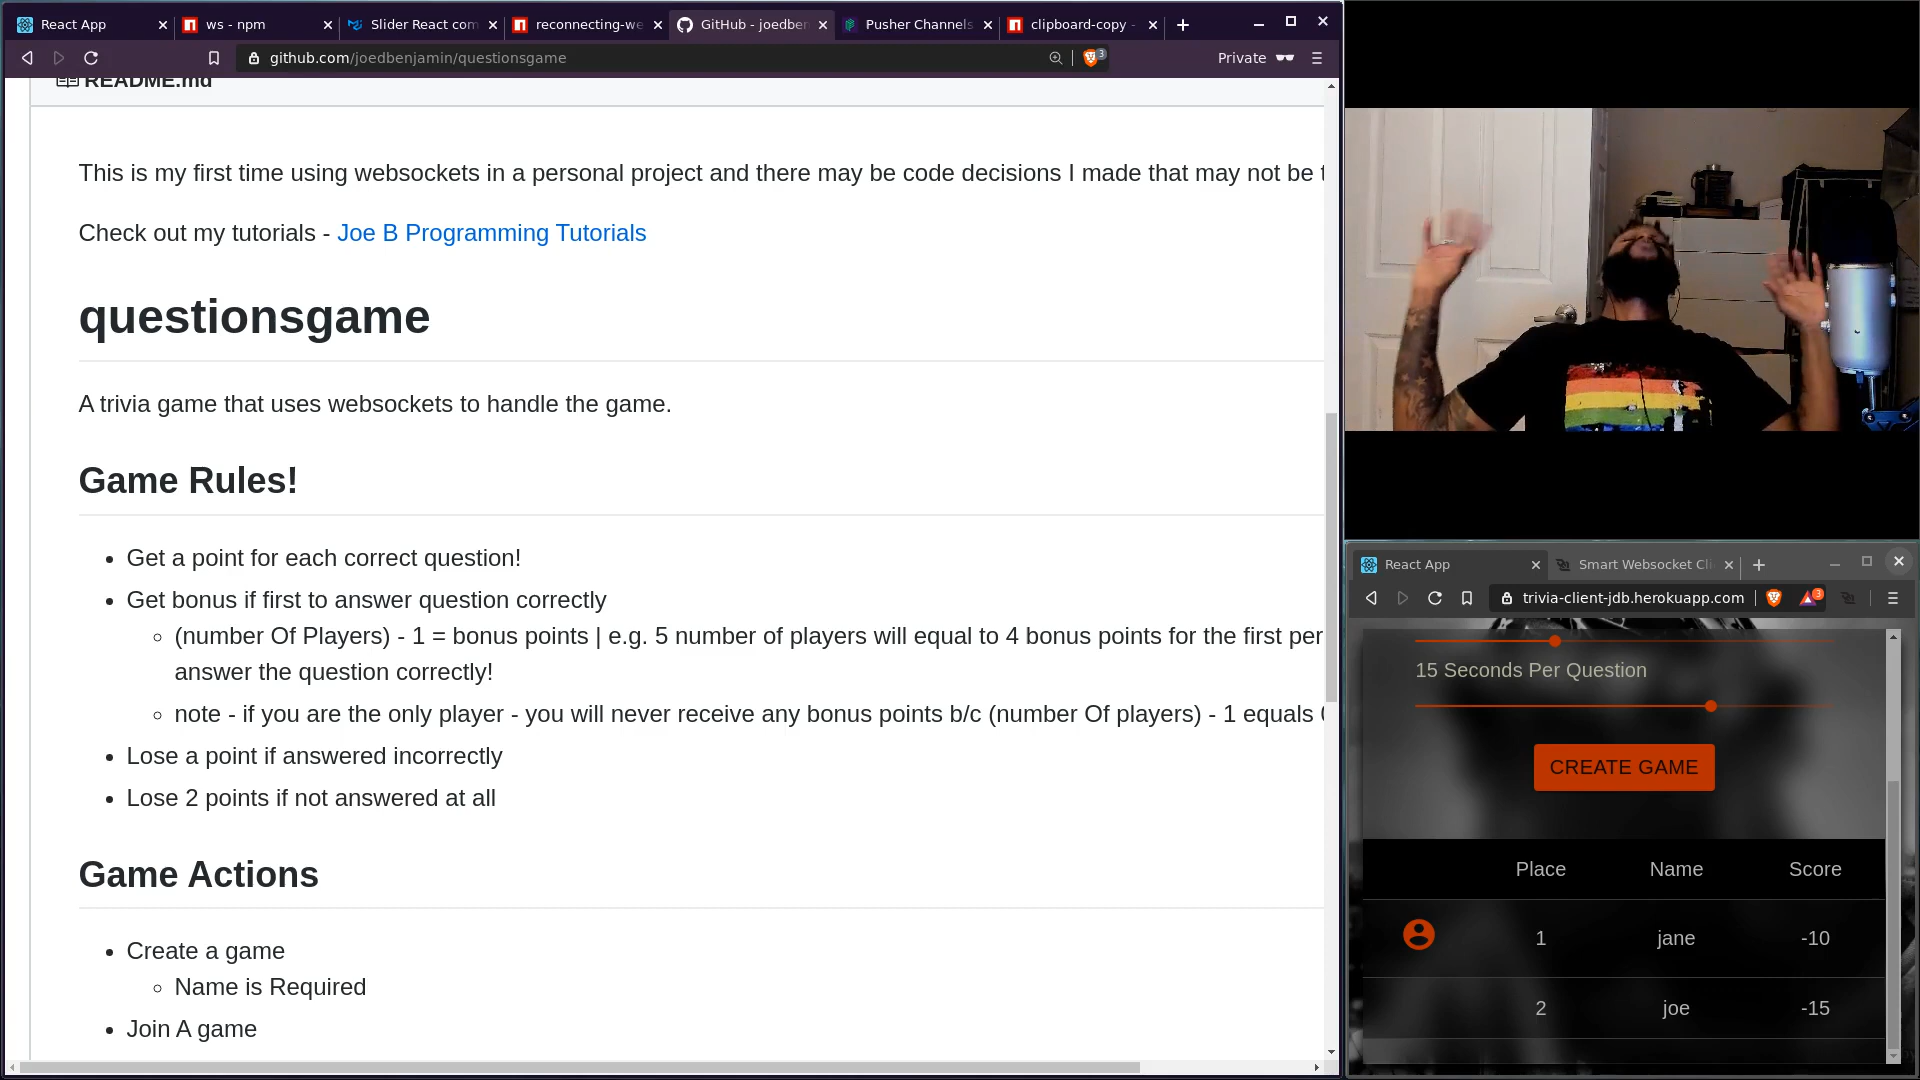 React App
ws - npm
Slider React com
reconnecting-we
GitHub - joedben
Pusher Channels
clipboard-copy -
github.com/joedbenjamin/questionsgame
3
Private
README.md
This is my first time using websockets in a personal project and there may be code decisions I made that may not be t
Check out my tutorials - Joe B Programming Tutorials
questionsgame
A trivia game that uses websockets to handle the game.
Game Rules!
• Get a point for each correct question!
• Get bonus if first to answer question correctly
◦ (number Of Players) - 1 = bonus points | e.g. 5 number of players will equal to 4 bonus points for the first per
answer the question correctly!
◦ note - if you are the only player - you will never receive any bonus points b/c (number Of players) - 1 equals
• Lose a point if answered incorrectly
• Lose 2 points if not answered at all
Game Actions
• Create a game
◦ Name is Required
• Join A game
React App
Smart Websocket Cli
trivia-client-jdb.herokuapp.com
3
15 Seconds Per Question
CREATE GAME
Place Name Score
1 jane -10
2 joe -15